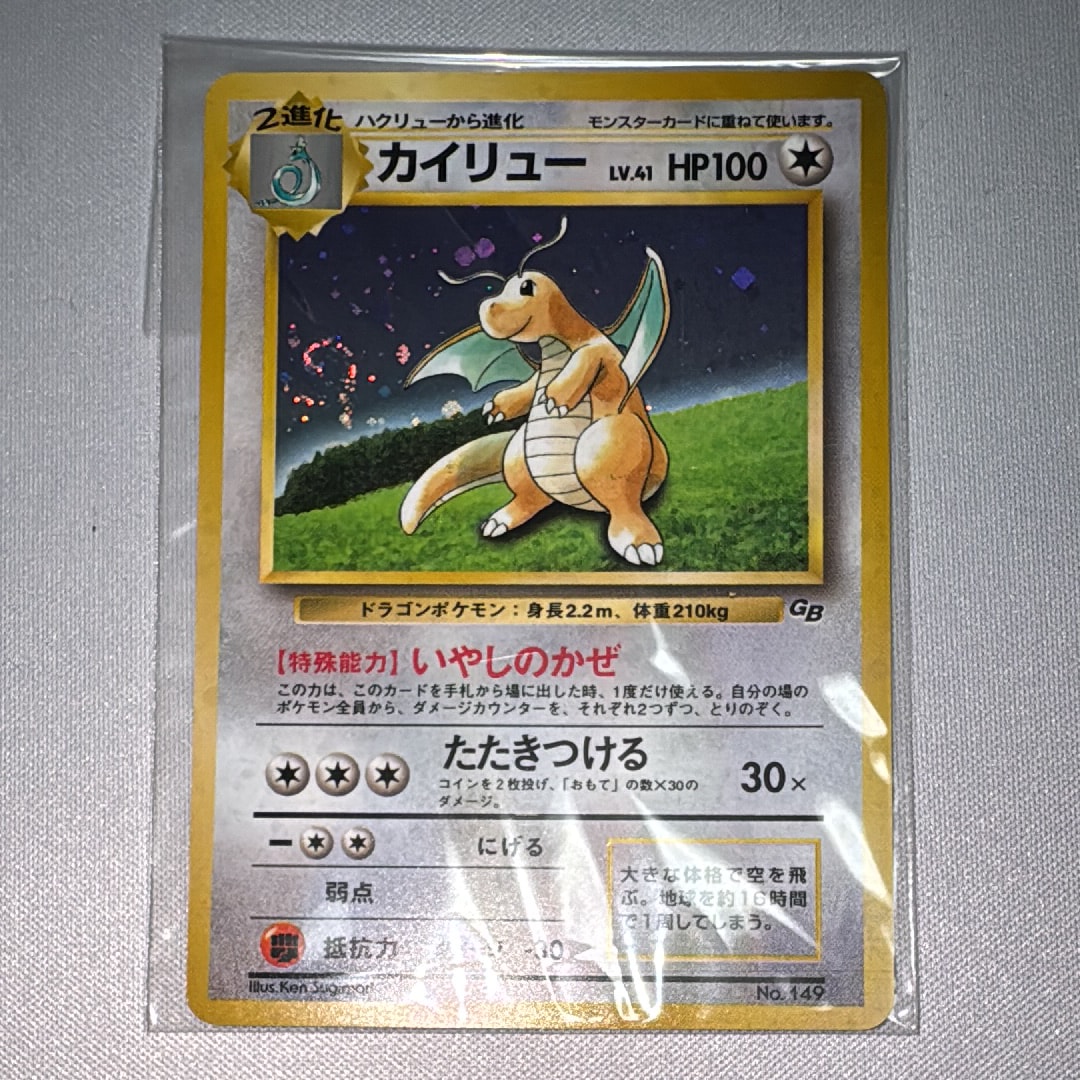 2進化
ハクリューから進化
モンスターカードに重ねて使います。
カイリュー LV.41 HP100
ドラゴンポケモン：身長2.2m、体重210kg
GB
【特殊能力】いやしのかぜ
この力は、このカードを手札から場に出した時、1度だけ使える。自分の場の
ポケモン全員から、ダメージカウンターを、それぞれ2つずつ、とりのぞく。
たたきつける
コインを2枚投げ、「おもて」の数×30の
ダメージ。
30×
− にげる
弱点
抵抗力 -30
大きな体格で空を飛
ぶ。地球を約16時間
で1周してしまう。
Illus. Ken Sugimori
No. 149